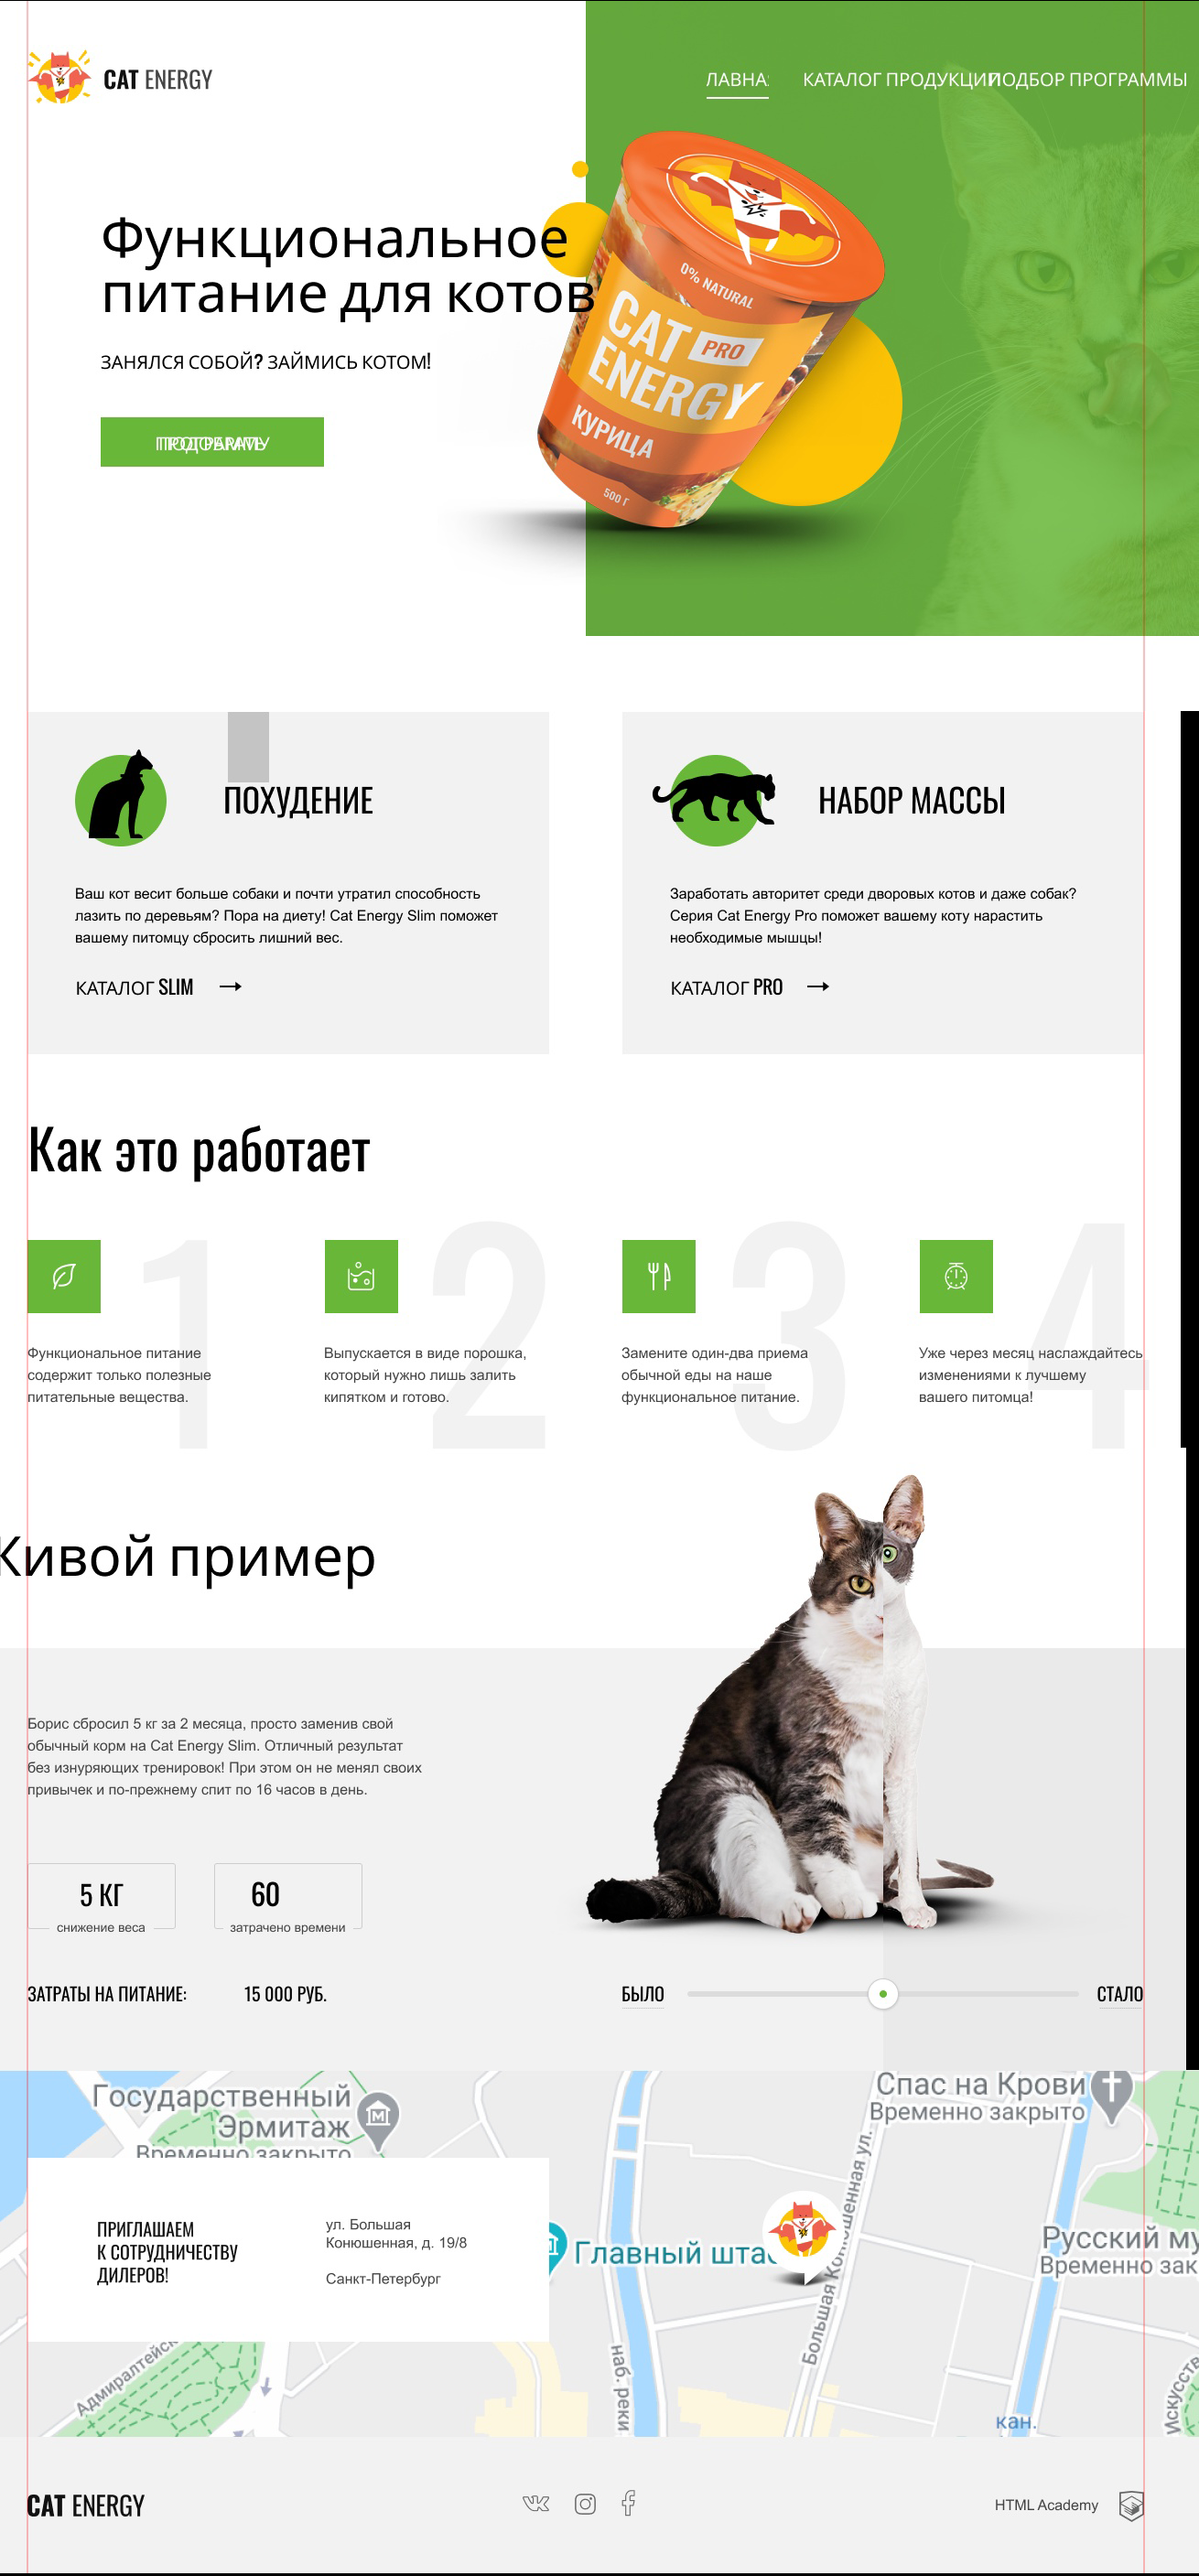 CAT ENERGY
ЛАВНА
КАТАЛОГ ПРОДУКЦИИ
ПОДБОР ПРОГРАММЫ
Функциональное
питание для котов
ЗАНЯЛСЯ СОБОЙ? ЗАЙМИСЬ КОТОМ!
0% NATURAL
CAT PRO
ENERGY
КУРИЦА
500 Г
ПОХУДЕНИЕ
Ваш кот весит больше собаки и почти утратил способность
лазить по деревьям? Пора на диету! Cat Energy Slim поможет
вашему питомцу сбросить лишний вес.
КАТАЛОГ SLIM
НАБОР МАССЫ
Заработать авторитет среди дворовых котов и даже собак?
Серия Cat Energy Pro поможет вашему коту нарастить
необходимые мышцы!
КАТАЛОГ PRO
Как это работает
1
Функциональное питание
содержит только полезные
питательные вещества.
2
Выпускается в виде порошка,
который нужно лишь залить
кипятком и готово.
3
Замените один-два приема
обычной еды на наше
функциональное питание.
4
Уже через месяц наслаждайтесь
изменениями к лучшему
вашего питомца!
Живой пример
Борис сбросил 5 кг за 2 месяца, просто заменив свой
обычный корм на Cat Energy Slim. Отличный результат
без изнуряющих тренировок! При этом он не менял своих
привычек и по-прежнему спит по 16 часов в день.
5 КГ
снижение веса
60
затрачено времени
ЗАТРАТЫ НА ПИТАНИЕ:
15 000 РУБ.
БЫЛО
СТАЛО
Государственный
Эрмитаж
Временно закрыто
Спас на Крови
Временно закрыто
ПРИГЛАШАЕМ
К СОТРУДНИЧЕСТВУ
ДИЛЕРОВ!
ул. Большая
Конюшенная, д. 19/8
Санкт-Петербург
Главный шта
Большая Ко шенная ул.
Русский му
Временно зак
Адмиралтейск
наб. реки
кан.
Искусств
CAT ENERGY
HTML Academy